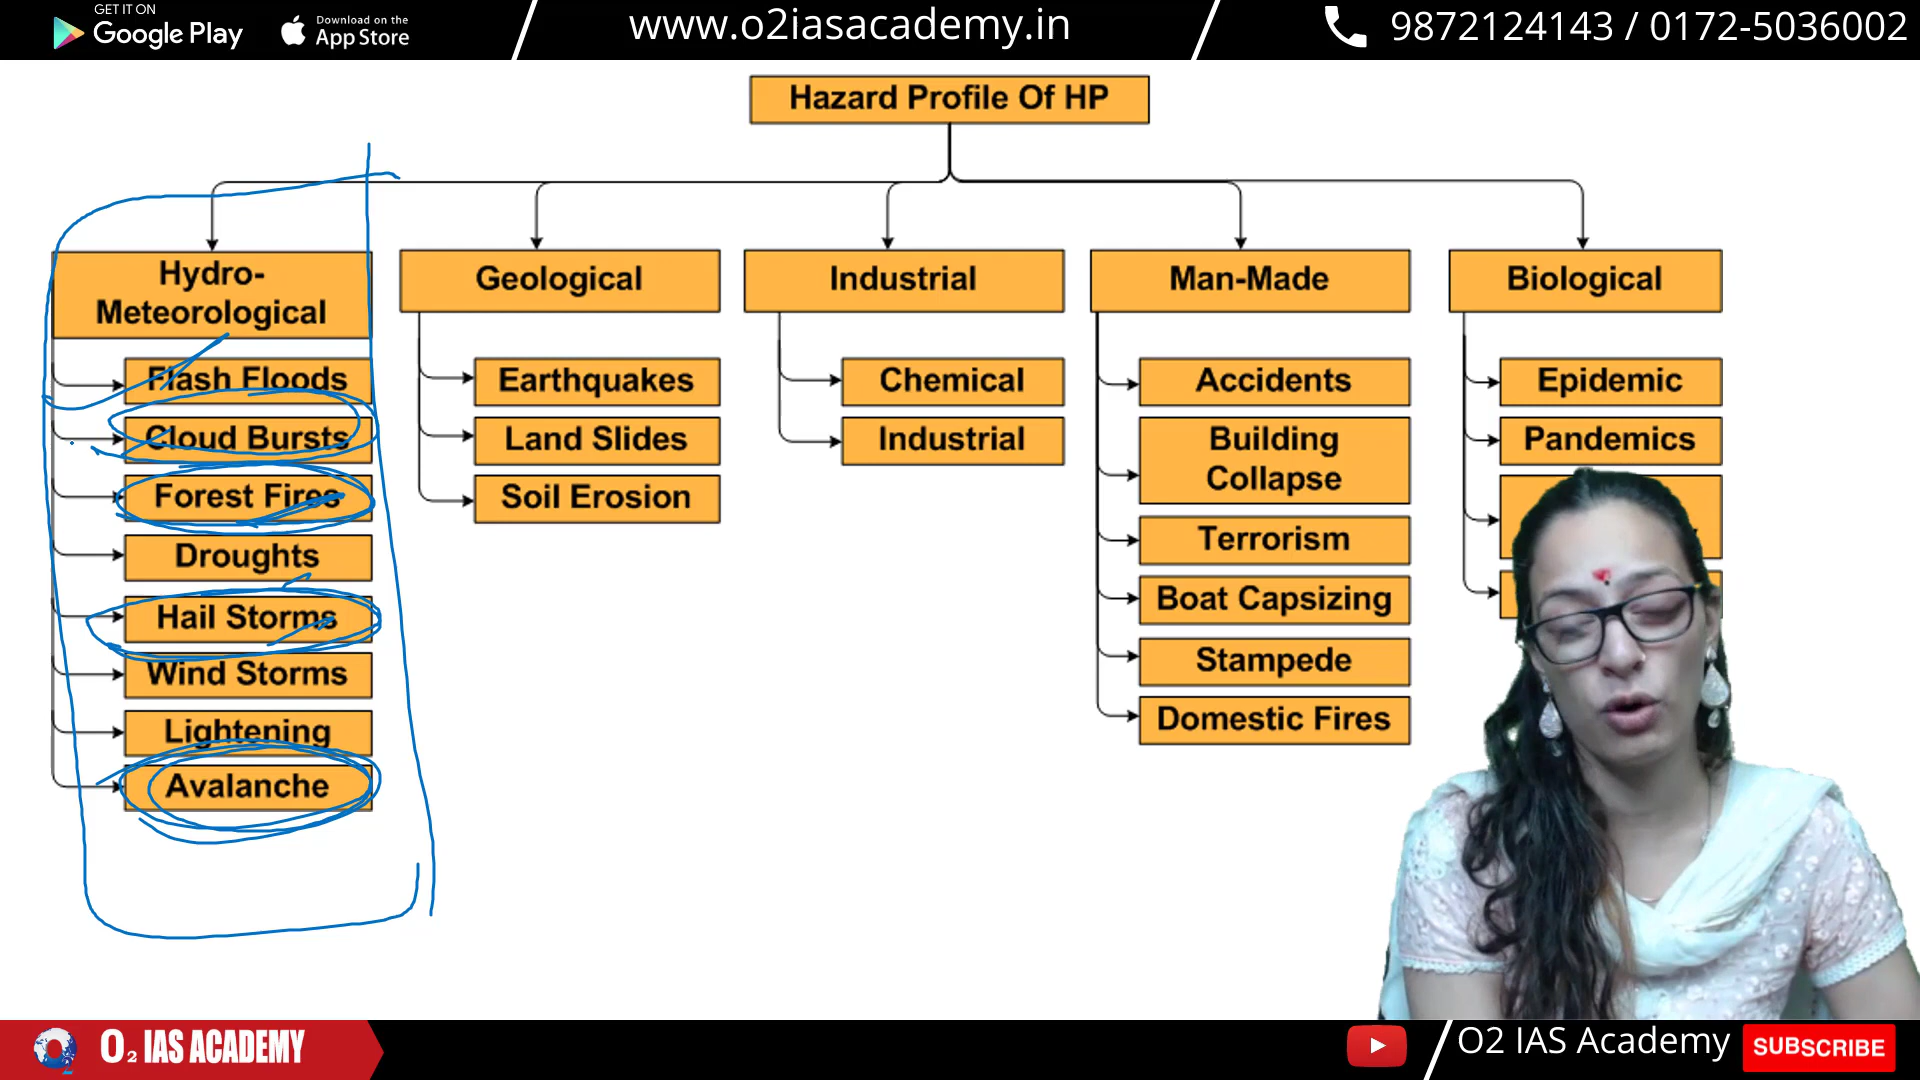 GET IT ON
Google Play
Download on the
App Store
www.o2iasacademy.in
9872124143 / 0172-5036002
Hazard Profile Of HP
Hydro-
Meteorological
Flash Floods
Cloud Bursts
Forest Fires
Droughts
Hail Storms
Wind Storms
Lightening
Avalanche
Geological
Earthquakes
Land Slides
Soil Erosion
Industrial
Chemical
Industrial
Man-Made
Accidents
Building
Collapse
Terrorism
Boat Capsizing
Stampede
Domestic Fires
Biological
Epidemic
Pandemics
O2 IAS ACADEMY
O2 IAS Academy
SUBSCRIBE